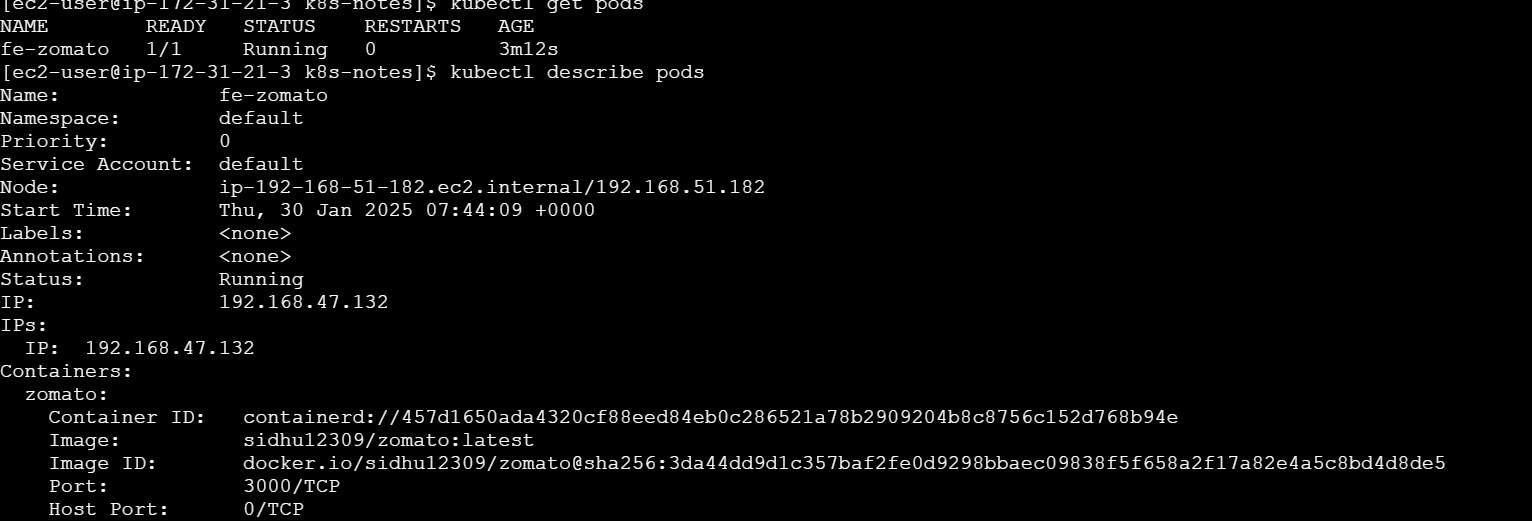 [ec2-user@ip-172-31-21-3 k8s-notes]$ kubectl get pods
NAME        READY   STATUS    RESTARTS   AGE
fe-zomato   1/1     Running   0          3m12s
[ec2-user@ip-172-31-21-3 k8s-notes]$ kubectl describe pods
Name:             fe-zomato
Namespace:        default
Priority:         0
Service Account:  default
Node:             ip-192-168-51-182.ec2.internal/192.168.51.182
Start Time:       Thu, 30 Jan 2025 07:44:09 +0000
Labels:           <none>
Annotations:      <none>
Status:           Running
IP:               192.168.47.132
IPs:
  IP:  192.168.47.132
Containers:
  zomato:
    Container ID:   containerd://457d1650ada4320cf88eed84eb0c286521a78b2909204b8c8756c152d768b94e
    Image:          sidhu12309/zomato:latest
    Image ID:       docker.io/sidhu12309/zomato@sha256:3da44dd9d1c357baf2fe0d9298bbaec09838f5f658a2f17a82e4a5c8bd4d8de5
    Port:           3000/TCP
    Host Port:      0/TCP